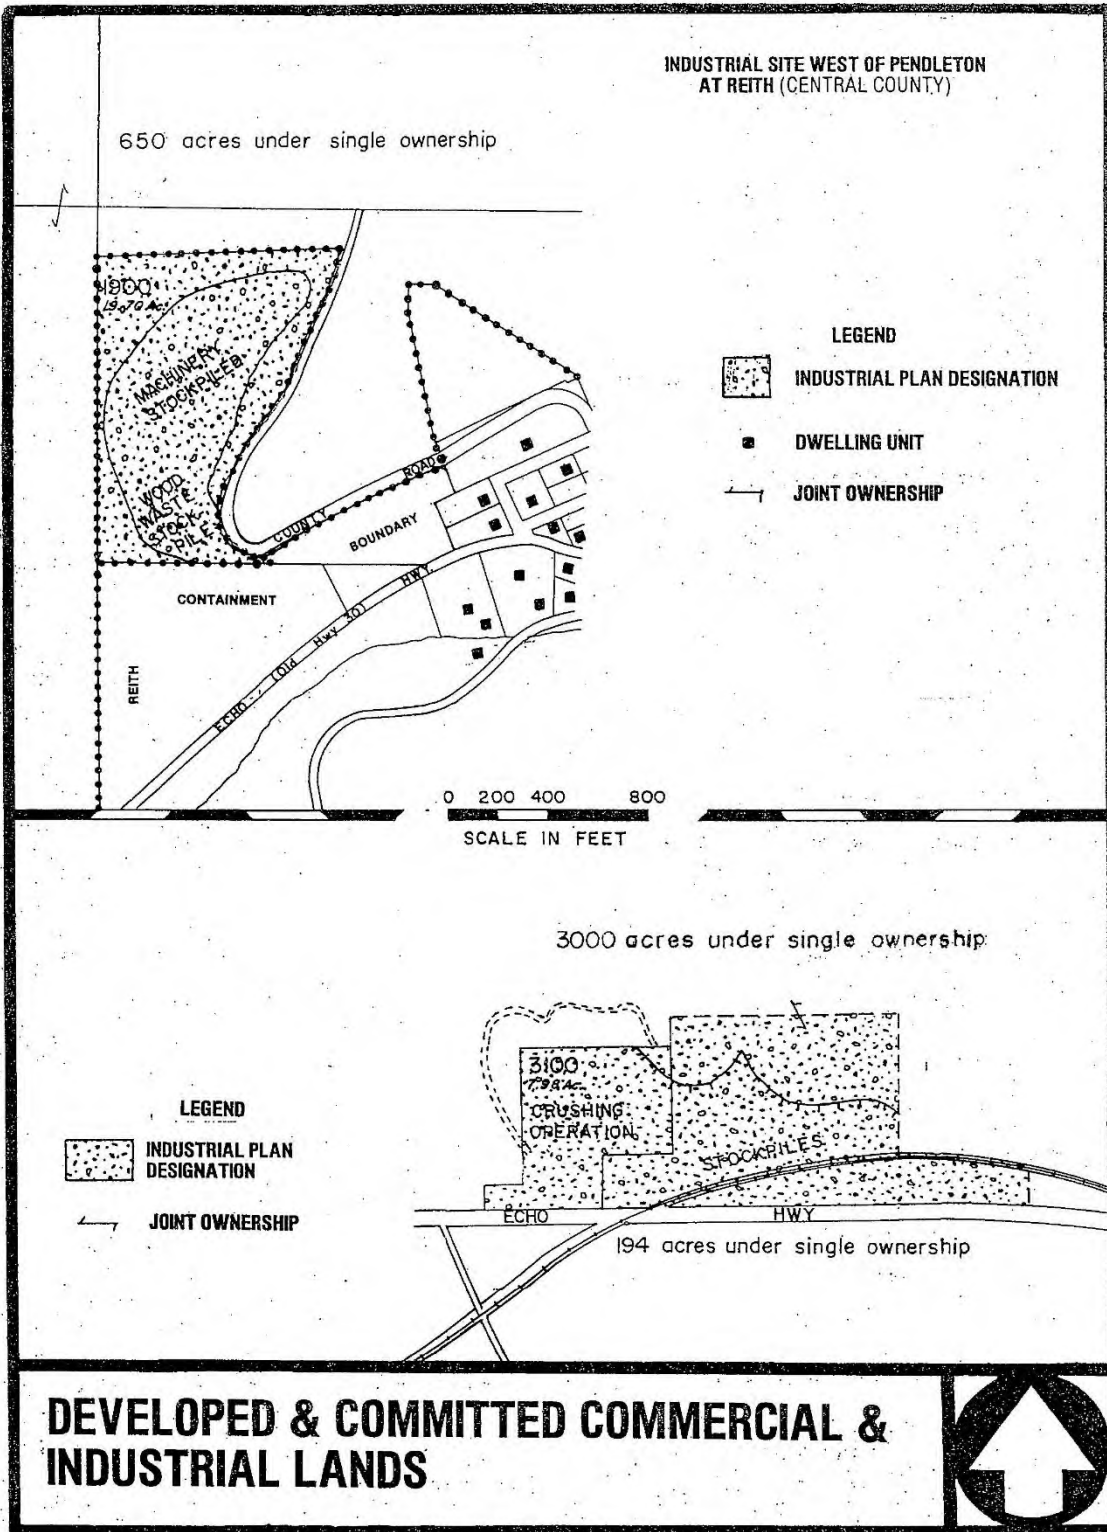 INDUSTRIAL SITE WEST OF PENDLETON
AT REITH (CENTRAL COUNTY)
650 acres under single ownership
1900
19.70 Ac.
MACHINERY
STOCKPILED
WOOD
WASTE
STOCK
PILE
COUNTY ROAD
BOUNDARY
CONTAINMENT
REITH
ECHO (Old Hwy 30) HWY.
LEGEND
INDUSTRIAL PLAN DESIGNATION
DWELLING UNIT
JOINT OWNERSHIP
0 200 400 800
SCALE IN FEET
3000 acres under single ownership
3100
7.98 Ac.
CRUSHING
OPERATION
STOCKPILES
ECHO HWY
194 acres under single ownership
LEGEND
INDUSTRIAL PLAN
DESIGNATION
JOINT OWNERSHIP
DEVELOPED & COMMITTED COMMERCIAL &
INDUSTRIAL LANDS